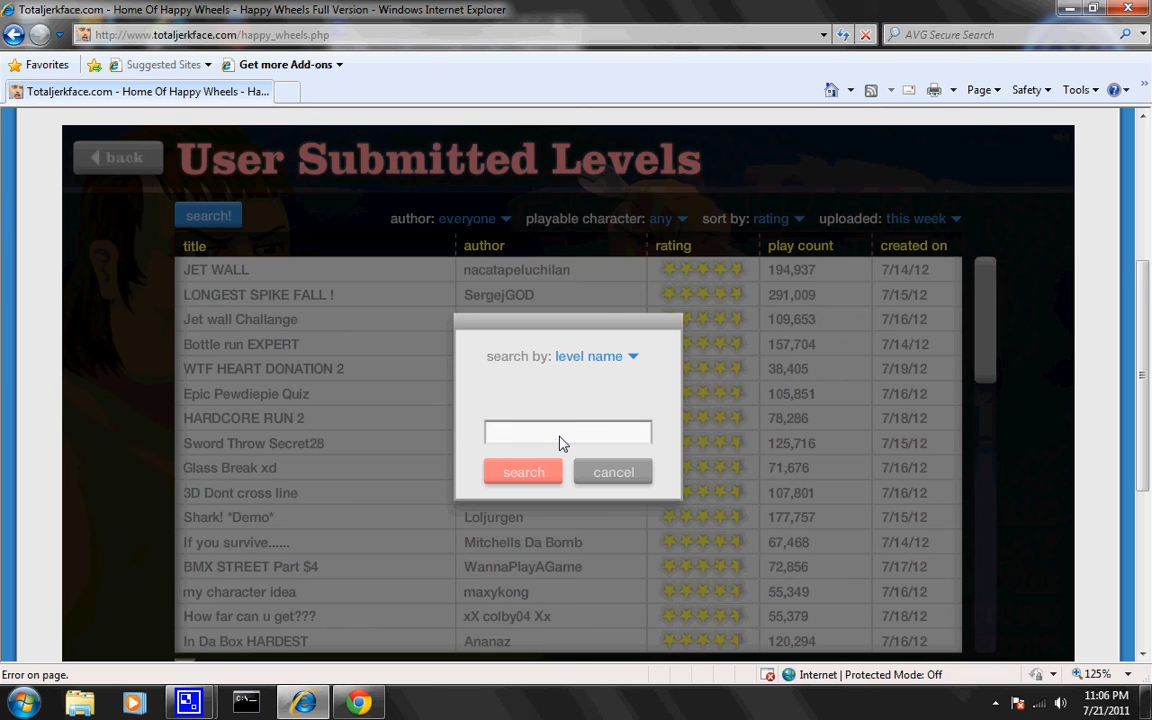 Totaljerkface.com - Home Of Happy Wheels - Happy Wheels Full Version - Windows Internet Explorer
http://www.totaljerkface.com/happy_wheels.php
AVG Secure Search
Favorites Suggested Sites Get more Add-ons
Totaljerkface.com - Home Of Happy Wheels - Ha...
Page Safety Tools
back User Submitted Levels
search! author: everyone playable character: any sort by: rating uploaded: this week
title author rating play count created on
JET WALL nacatapeluchilan 194,937 7/14/12
LONGEST SPIKE FALL ! SergejGOD 291,009 7/15/12
Jet wall Challange 109,653 7/16/12
Bottle run EXPERT 157,704 7/14/12
WTF HEART DONATION 2 38,405 7/19/12
Epic Pewdiepie Quiz 105,851 7/16/12
HARDCORE RUN 2 78,286 7/18/12
Sword Throw Secret28 125,716 7/15/12
Glass Break xd 71,676 7/16/12
3D Dont cross line 107,801 7/16/12
Shark! *Demo* Loljurgen 177,757 7/15/12
If you survive...... Mitchells Da Bomb 67,468 7/14/12
BMX STREET Part $4 WannaPlayAGame 72,856 7/17/12
my character idea maxykong 55,349 7/16/12
How far can u get??? xX colby04 Xx 55,379 7/18/12
In Da Box HARDEST Ananaz 120,294 7/16/12
search by: level name
search cancel
Error on page. Internet | Protected Mode: Off 125%
11:06 PM
7/21/2011